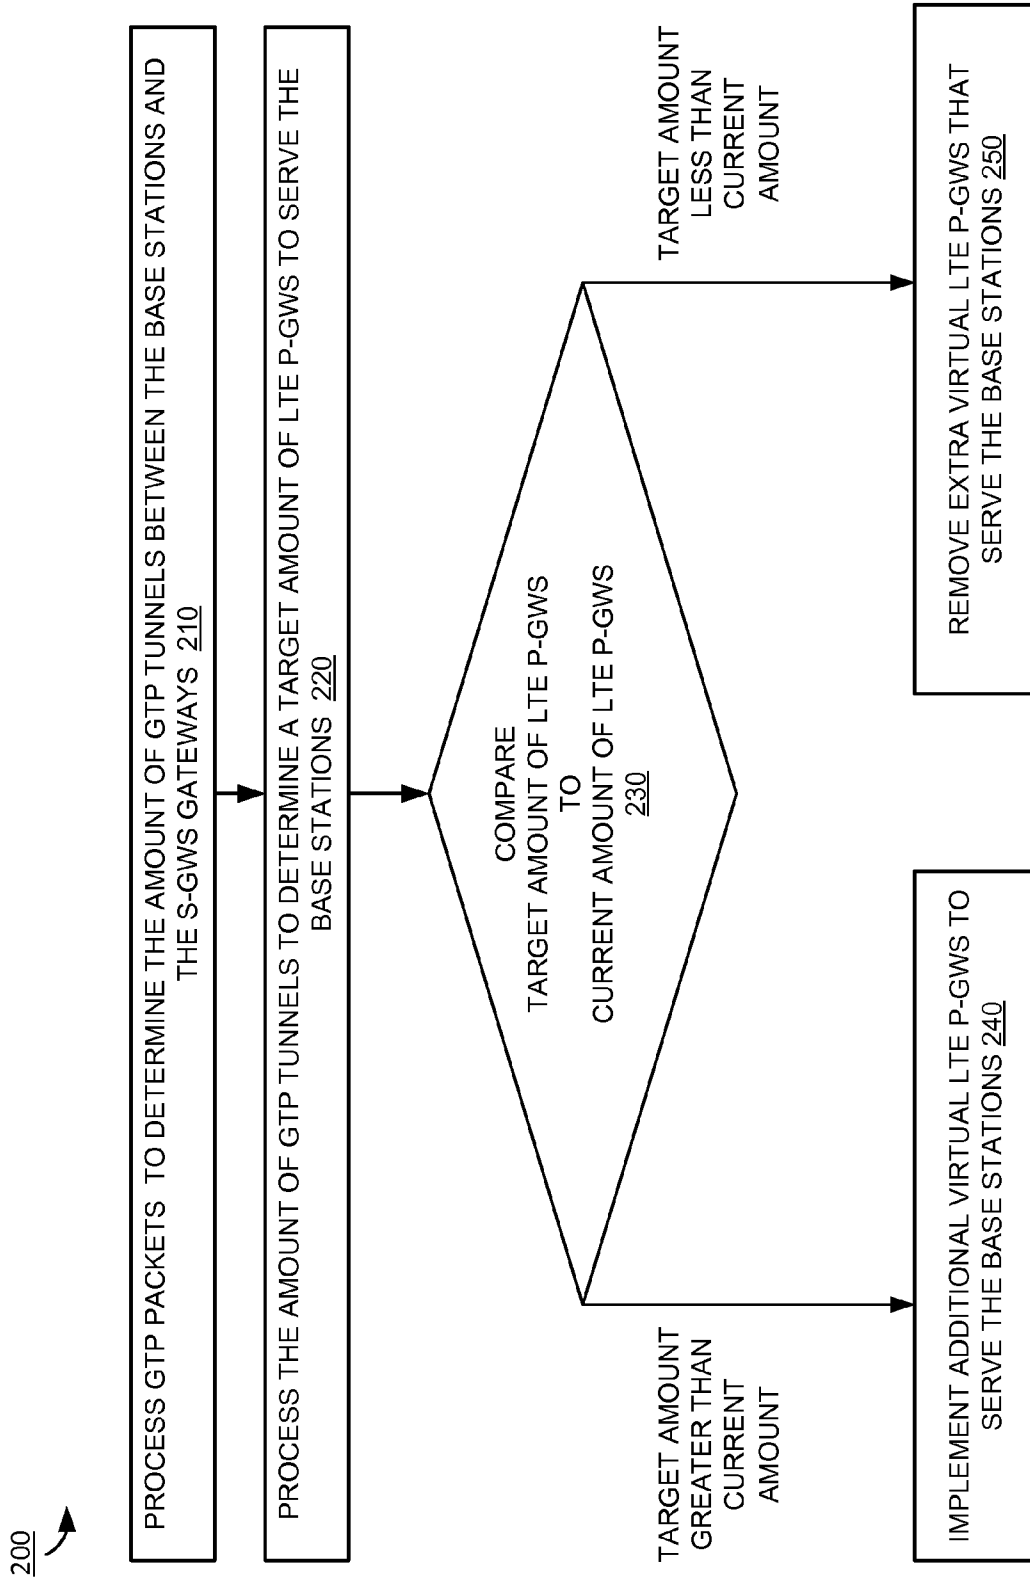 200
PROCESS GTP PACKETS TO DETERMINE THE AMOUNT OF GTP TUNNELS BETWEEN THE BASE STATIONS AND
THE S-GWS GATEWAYS 210
PROCESS THE AMOUNT OF GTP TUNNELS TO DETERMINE A TARGET AMOUNT OF LTE P-GWS TO SERVE THE
BASE STATIONS 220
COMPARE
TARGET AMOUNT OF LTE P-GWS
TO
CURRENT AMOUNT OF LTE P-GWS
230
TARGET AMOUNT
GREATER THAN
CURRENT
AMOUNT
TARGET AMOUNT
LESS THAN
CURRENT
AMOUNT
IMPLEMENT ADDITIONAL VIRTUAL LTE P-GWS TO
SERVE THE BASE STATIONS 240
REMOVE EXTRA VIRTUAL LTE P-GWS THAT
SERVE THE BASE STATIONS 250